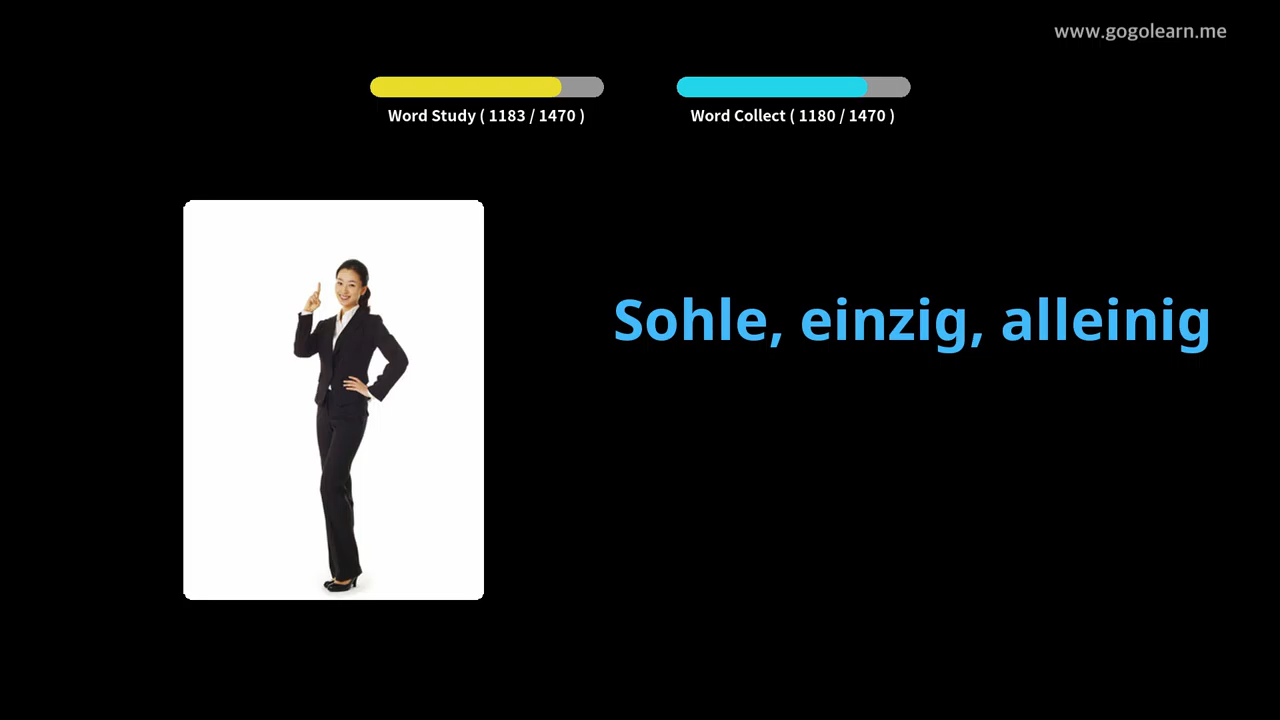 www.gogolearn.me
Word Study ( 1183 / 1470 )
Word Collect ( 1180 / 1470 )
Sohle, einzig, alleinig